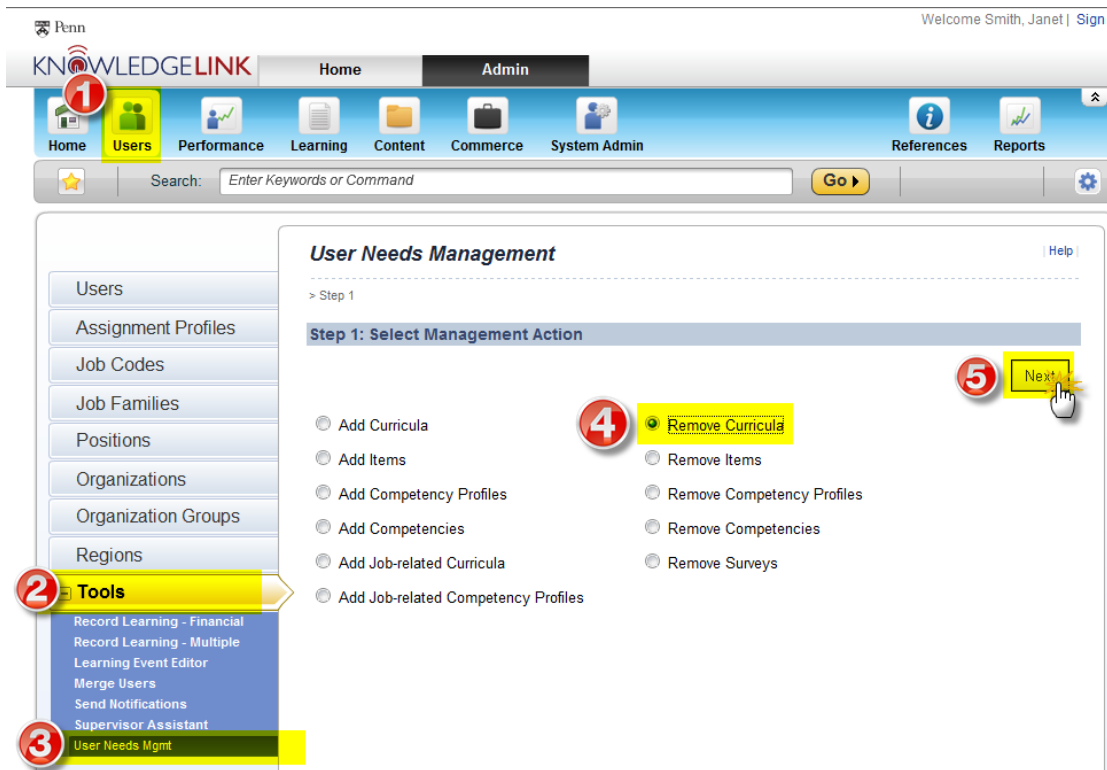 Penn
Welcome Smith, Janet | Sign
KNOWLEDGELINK
Home Admin
1
Home Users Performance Learning Content Commerce System Admin References Reports
Search: Enter Keywords or Command Go
User Needs Management
| Help |
> Step 1
Step 1: Select Management Action
5 Next
Add Curricula
4 Remove Curricula
Add Items
Remove Items
Add Competency Profiles
Remove Competency Profiles
Add Competencies
Remove Competencies
Add Job-related Curricula
Remove Surveys
Add Job-related Competency Profiles
Users
Assignment Profiles
Job Codes
Job Families
Positions
Organizations
Organization Groups
Regions
2 Tools
Record Learning - Financial
Record Learning - Multiple
Learning Event Editor
Merge Users
Send Notifications
Supervisor Assistant
3 User Needs Mgmt